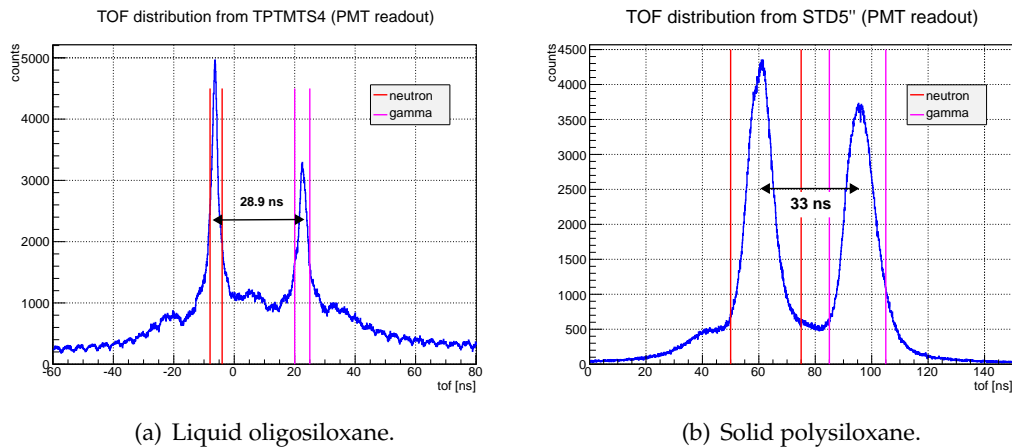 TOF distribution from TPTMTS4 (PMT readout)
counts
5000
4000
3000
2000
1000
0
neutron
gamma
28.9 ns
-60 -40 -20 0 20 40 60 80
tof [ns]
(a) Liquid oligosiloxane.
TOF distribution from STD5" (PMT readout)
counts
4500
4000
3500
3000
2500
2000
1500
1000
500
0
neutron
gamma
33 ns
0 20 40 60 80 100 120 140
tof [ns]
(b) Solid polysiloxane.